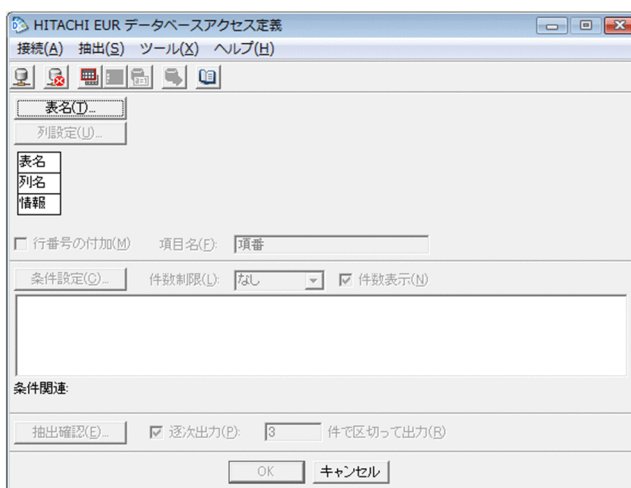 HITACHI EUR データベースアクセス定義
接続(A) 抽出(S) ツール(X) ヘルプ(H)
表名(T)...
列設定(U)...
表名
列名
情報
行番号の付加(M) 項目名(F): 項番
条件設定(C)... 件数制限(L): なし 件数表示(N)
条件関連:
抽出確認(E)... 逐次出力(P): 3 件で区切って出力(R)
OK キャンセル